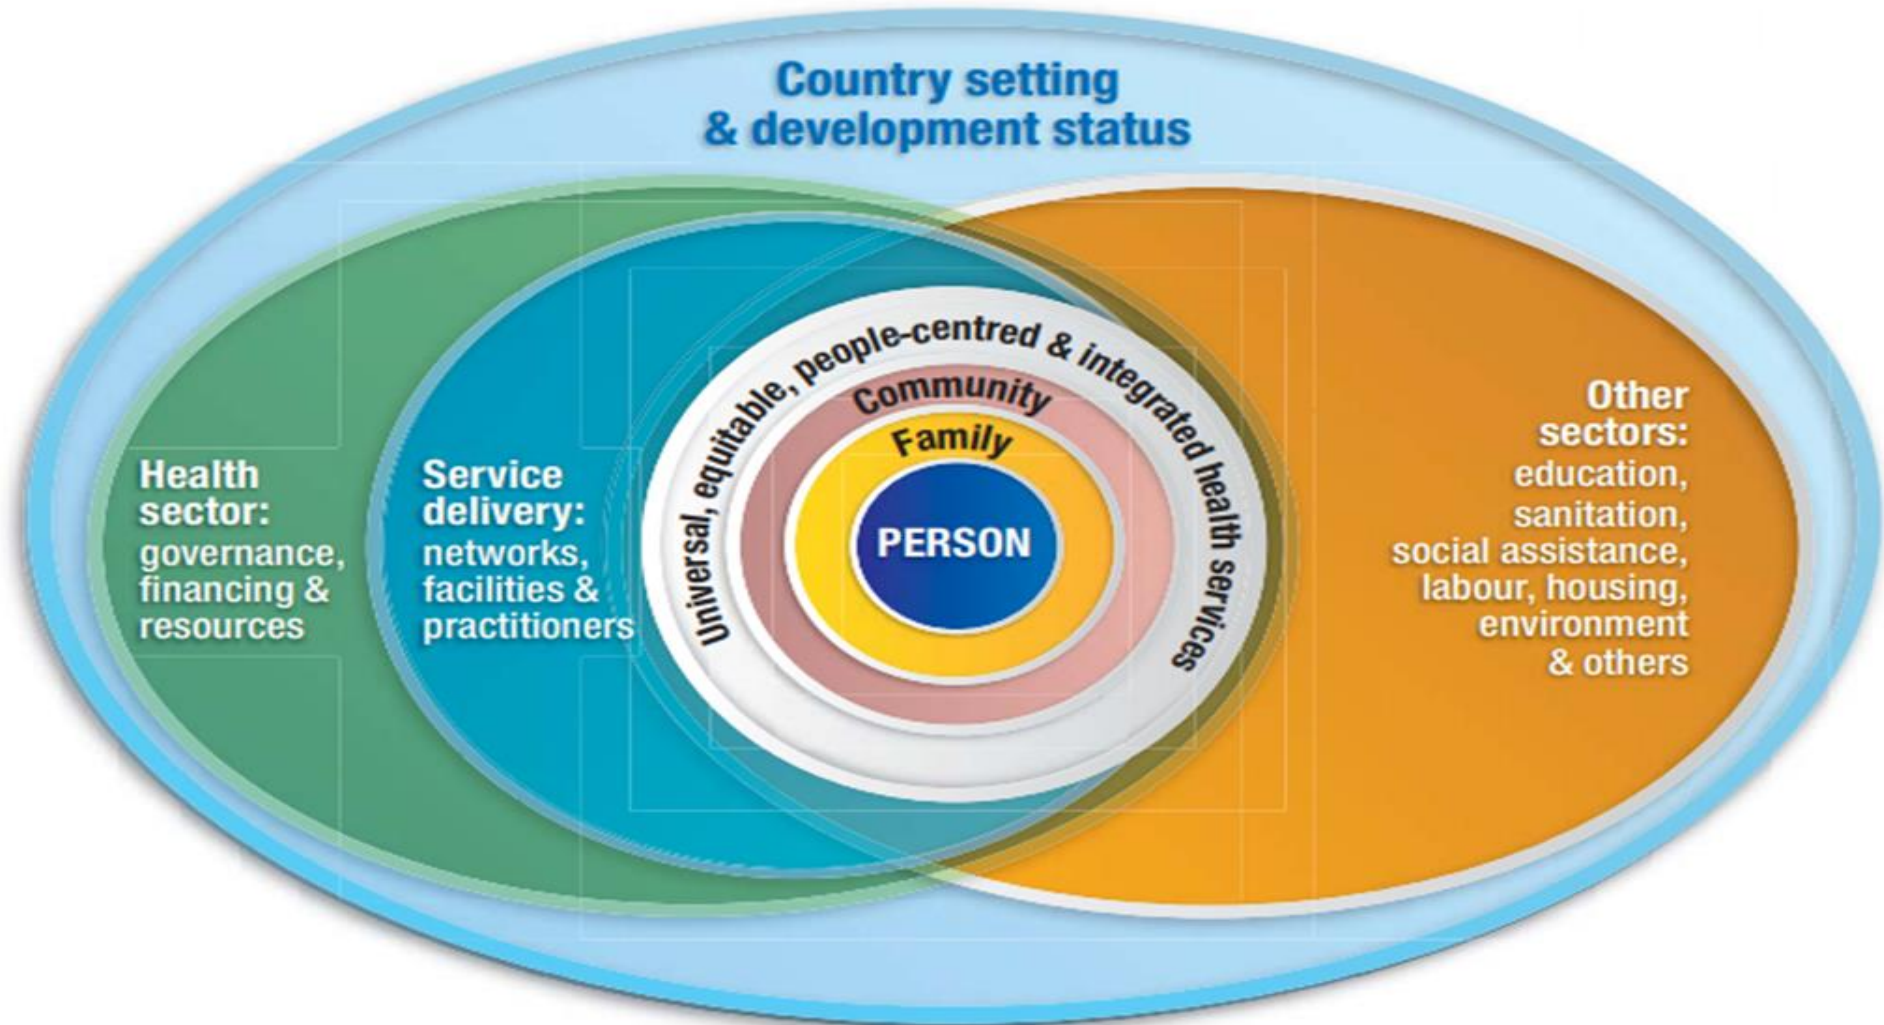 Country setting
& development status
Health
sector:
governance,
financing &
resources
Service
delivery:
networks,
facilities &
practitioners
Universal, equitable, people-centred & integrated health services
Community
Family
PERSON
Other
sectors:
education,
sanitation,
social assistance,
labour, housing,
environment
& others